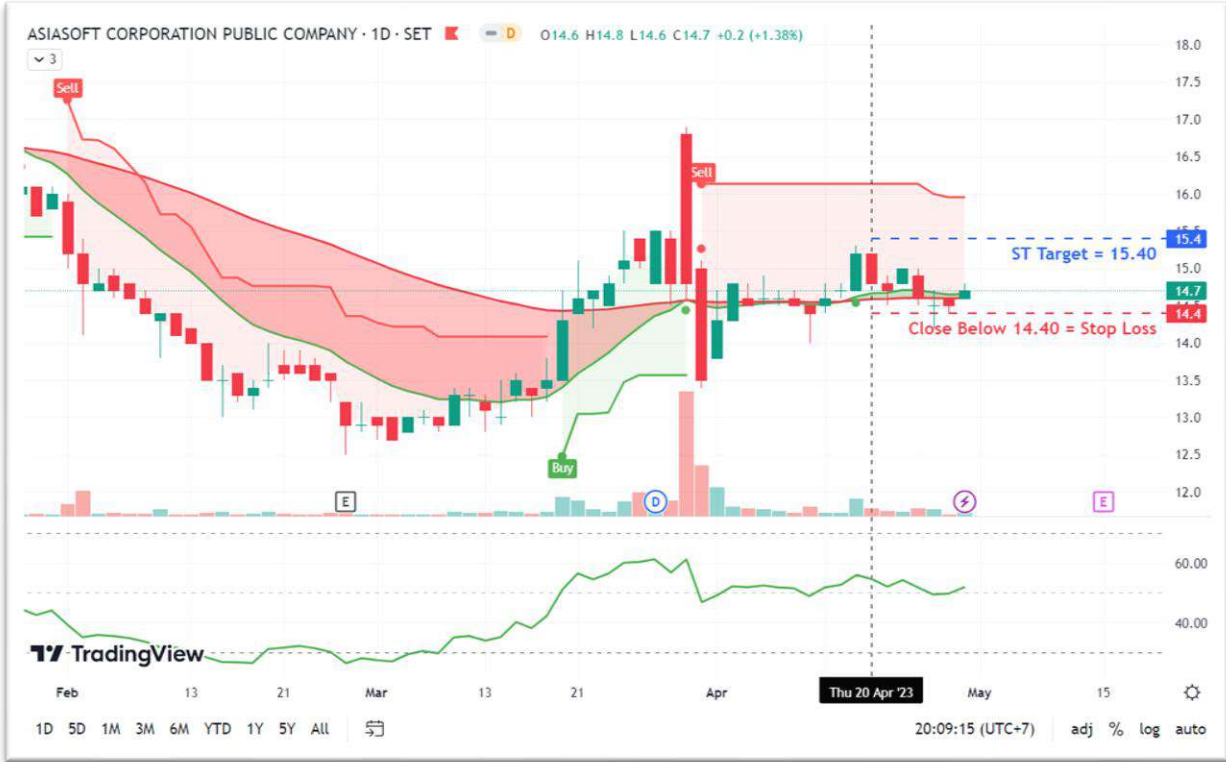 ASIASOFT CORPORATION PUBLIC COMPANY · 1D · SET D O14.6 H14.8 L14.6 C14.7 +0.2 (+1.38%)
3
18.0
17.5
17.0
16.5
16.0
15.0
14.0
13.5
13.0
12.5
12.0
Sell
Sell
15.4
ST Target = 15.40
14.7
14.4
Close Below 14.40 = Stop Loss
Buy
E
D
E
60.00
40.00
TradingView
Feb 13 21 Mar 13 21 Apr Thu 20 Apr '23 May 15
1D 5D 1M 3M 6M YTD 1Y 5Y All 20:09:15 (UTC+7) adj % log auto